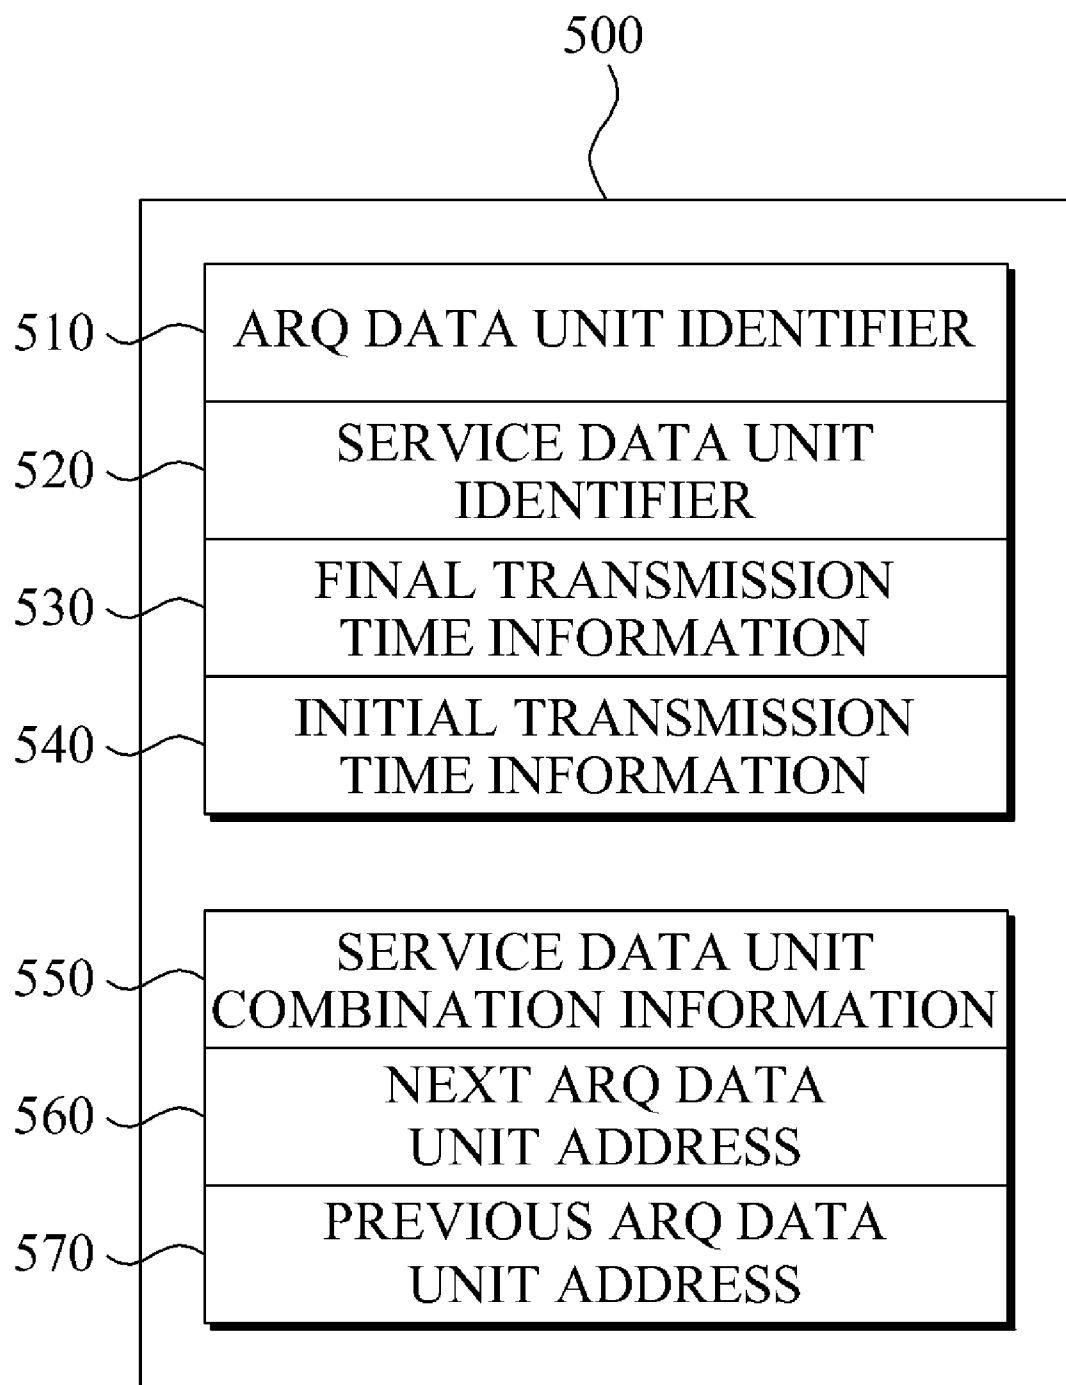 500
510
ARQ DATA UNIT IDENTIFIER
520
SERVICE DATA UNIT
IDENTIFIER
530
FINAL TRANSMISSION
TIME INFORMATION
540
INITIAL TRANSMISSION
TIME INFORMATION
550
SERVICE DATA UNIT
COMBINATION INFORMATION
560
NEXT ARQ DATA
UNIT ADDRESS
570
PREVIOUS ARQ DATA
UNIT ADDRESS